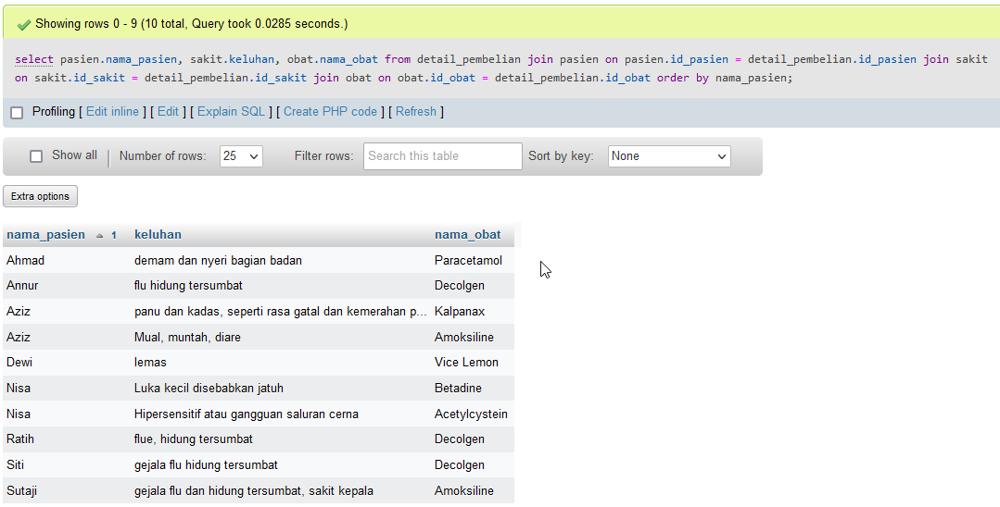 Showing rows 0 - 9 (10 total, Query took 0.0285 seconds.)
select pasien.nama_pasien, sakit.keluhan, obat.nama_obat from detail_pembelian join pasien on pasien.id_pasien = detail_pembelian.id_pasien join sakit
on sakit.id_sakit = detail_pembelian.id_sakit join obat on obat.id_obat = detail_pembelian.id_obat order by nama_pasien;
Profiling [ Edit inline ] [ Edit ] [ Explain SQL ] [ Create PHP code ] [ Refresh ]
Show all Number of rows: 25 Filter rows: Search this table Sort by key: None
Extra options
nama_pasien 1 keluhan nama_obat
Ahmad demam dan nyeri bagian badan Paracetamol
Annur flu hidung tersumbat Decolgen
Aziz panu dan kadas, seperti rasa gatal dan kemerahan p... Kalpanax
Aziz Mual, muntah, diare Amoksiline
Dewi lemas Vice Lemon
Nisa Luka kecil disebabkan jatuh Betadine
Nisa Hipersensitif atau gangguan saluran cerna Acetylcystein
Ratih flue, hidung tersumbat Decolgen
Siti gejala flu hidung tersumbat Decolgen
Sutaji gejala flu dan hidung tersumbat, sakit kepala Amoksiline